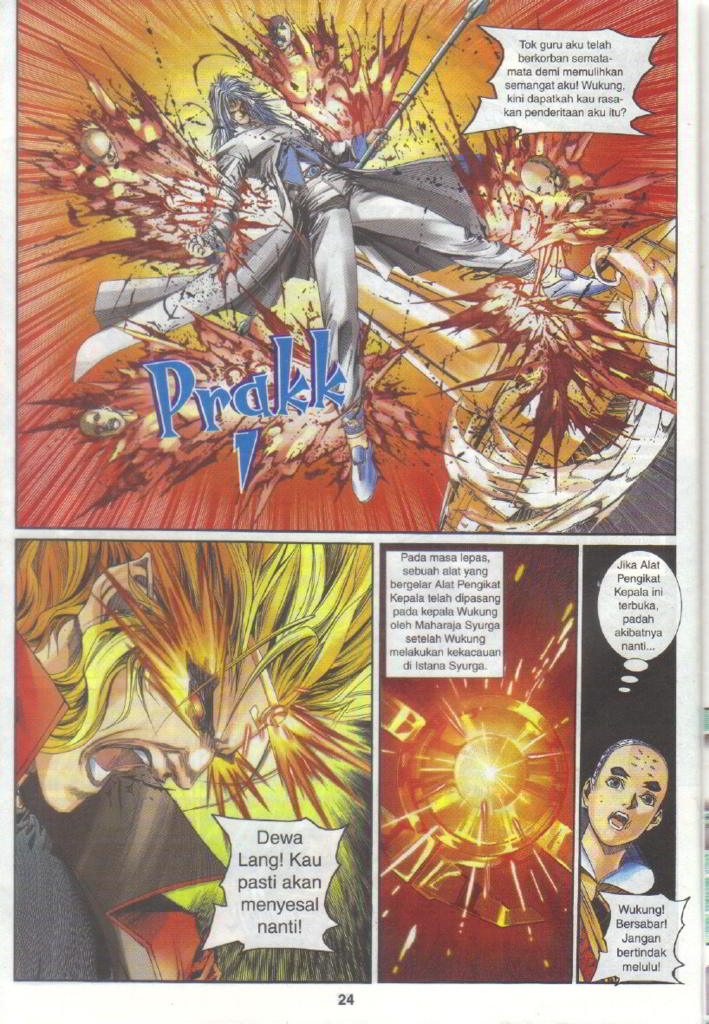 Tok guru aku telah
berkorban semata-
mata demi memulihkan
semangat aku! Wukung,
kini dapatkah kau rasa-
kan penderitaan aku itu?
Prakk
!
Dewa
Lang! Kau
pasti akan
menyesal
nanti!
Pada masa lepas,
sebuah alat yang
bergelar Alat Pengikat
Kepala telah dipasang
pada kepala Wukung
oleh Maharaja Syurga
setelah Wukung
melakukan kekacauan
di Istana Syurga.
Jika Alat
Pengikat
Kepala ini
terbuka,
padah
akibatnya
nanti...
Wukung!
Bersabar!
Jangan
bertindak
melulu!
24